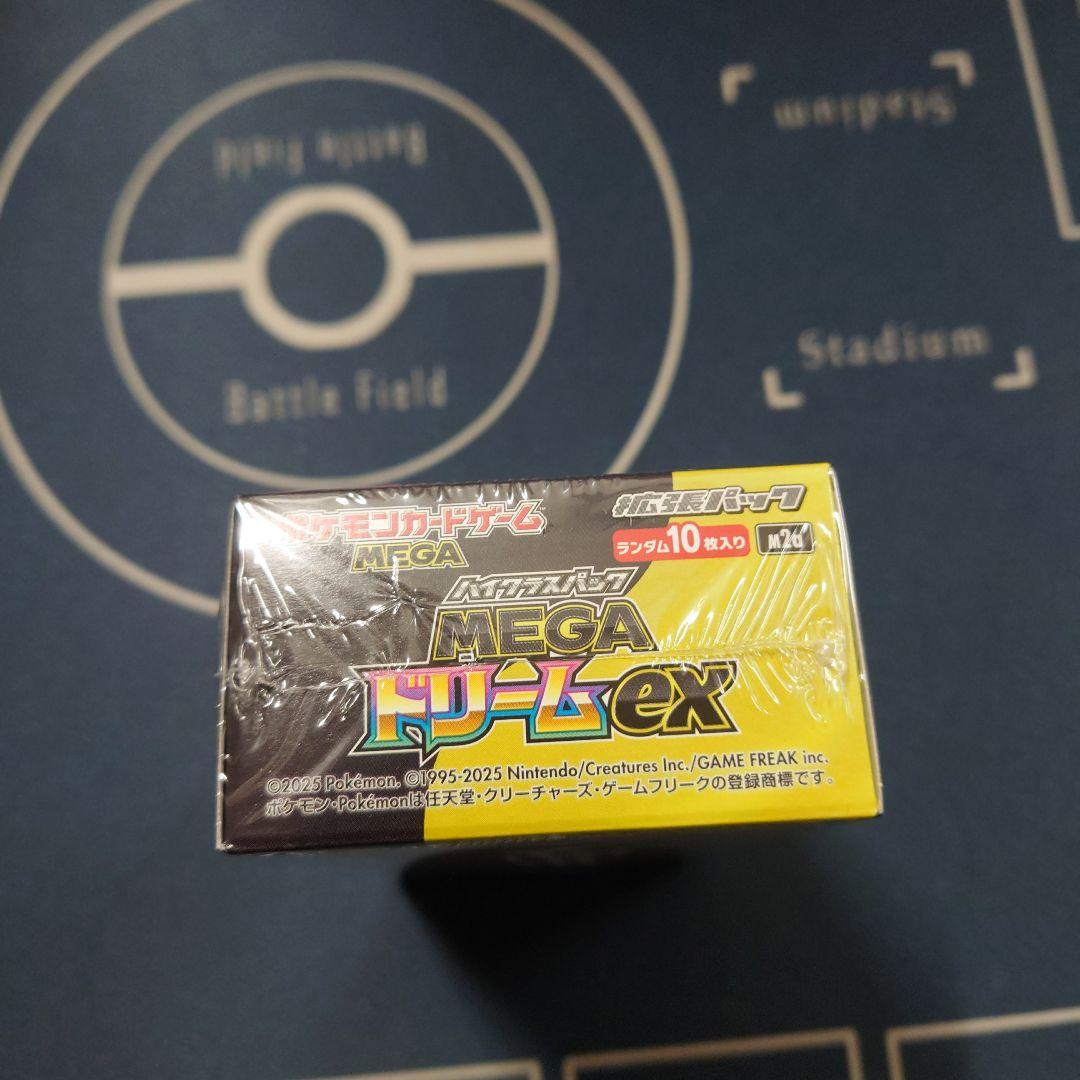 Battle Field
Stadium
Battle Field
Stadium
ポケモンカードゲーム
MEGA
拡張パック
ランダム10枚入り
M2a
ハイクラスパック
MEGA
ドリームex
©2025 Pokémon. ©1995-2025 Nintendo/Creatures Inc./GAME FREAK inc.
ポケモン・Pokémonは任天堂・クリーチャーズ・ゲームフリークの登録商標です。